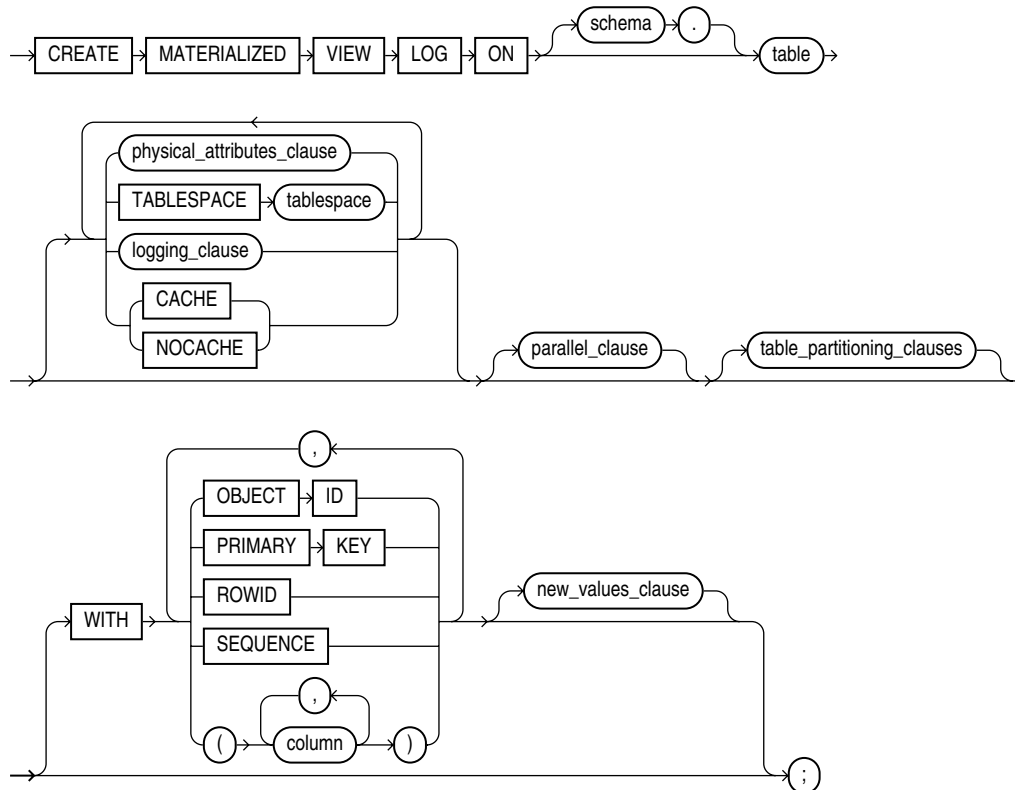 CREATE MATERIALIZED VIEW LOG ON schema . table
physical_attributes_clause
TABLESPACE tablespace
logging_clause
CACHE
NOCACHE
parallel_clause table_partitioning_clauses
,
OBJECT ID
PRIMARY KEY
ROWID
SEQUENCE
WITH
new_values_clause
,
( column )
;